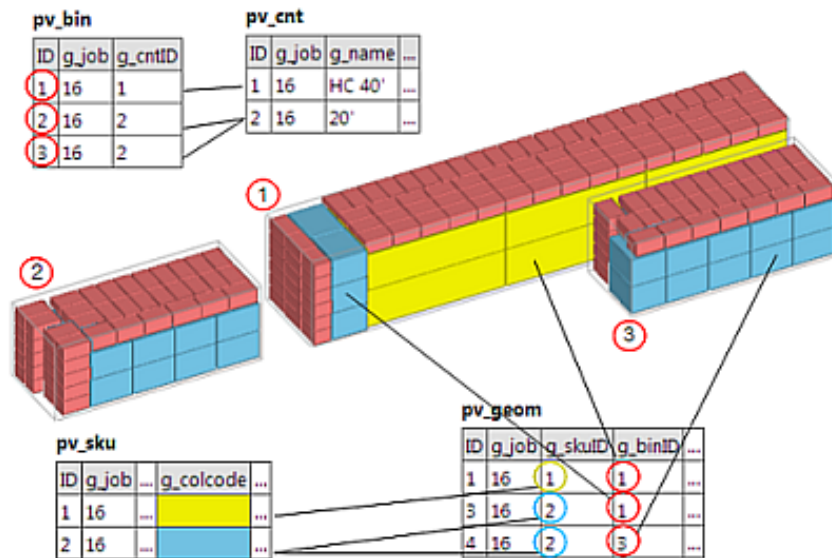 pv_bin
ID g_job g_cntID
1 16 1
2 16 2
3 16 2
pv_cnt
ID g_job g_name ...
1 16 HC 40' ...
2 16 20' ...
1
2
3
pv_sku
ID g_job ... g_colcode ...
1 16 ... ...
2 16 ... ...
pv_geom
ID g_job g_skuID g_binID ...
1 16 1 1 ...
3 16 2 1 ...
4 16 2 3 ...